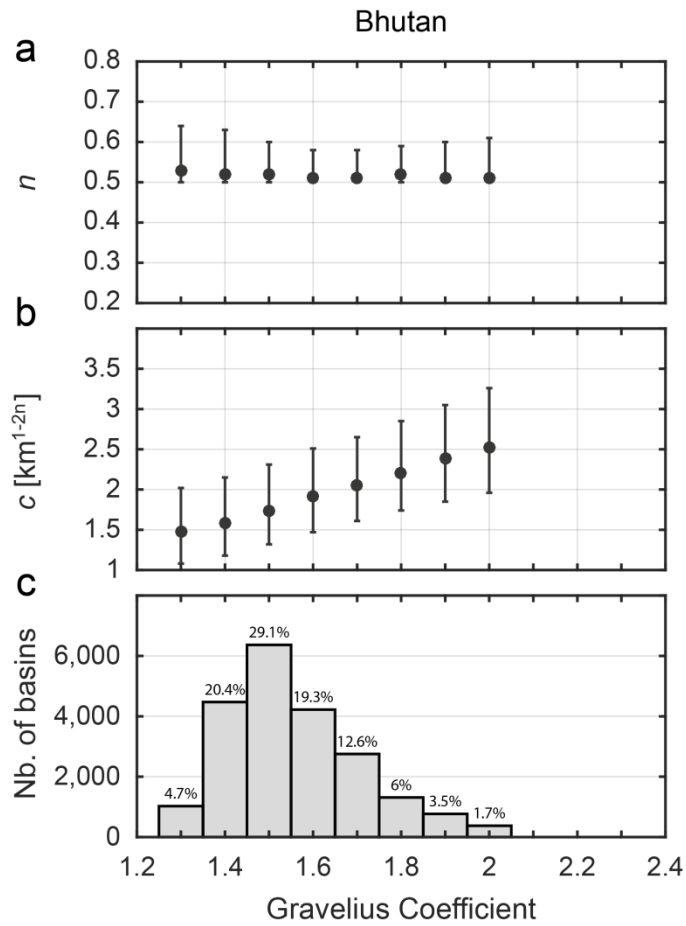 Bhutan
a
0.8
0.7
0.6
0.5
0.4
0.3
0.2
n
b
3.5
3
2.5
2
1.5
1
c [km1-2n]
c
6,000
4,000
2,000
0
Nb. of basins
4.7%
20.4%
29.1%
19.3%
12.6%
6%
3.5%
1.7%
1.2 1.4 1.6 1.8 2 2.2 2.4
Gravelius Coefficient